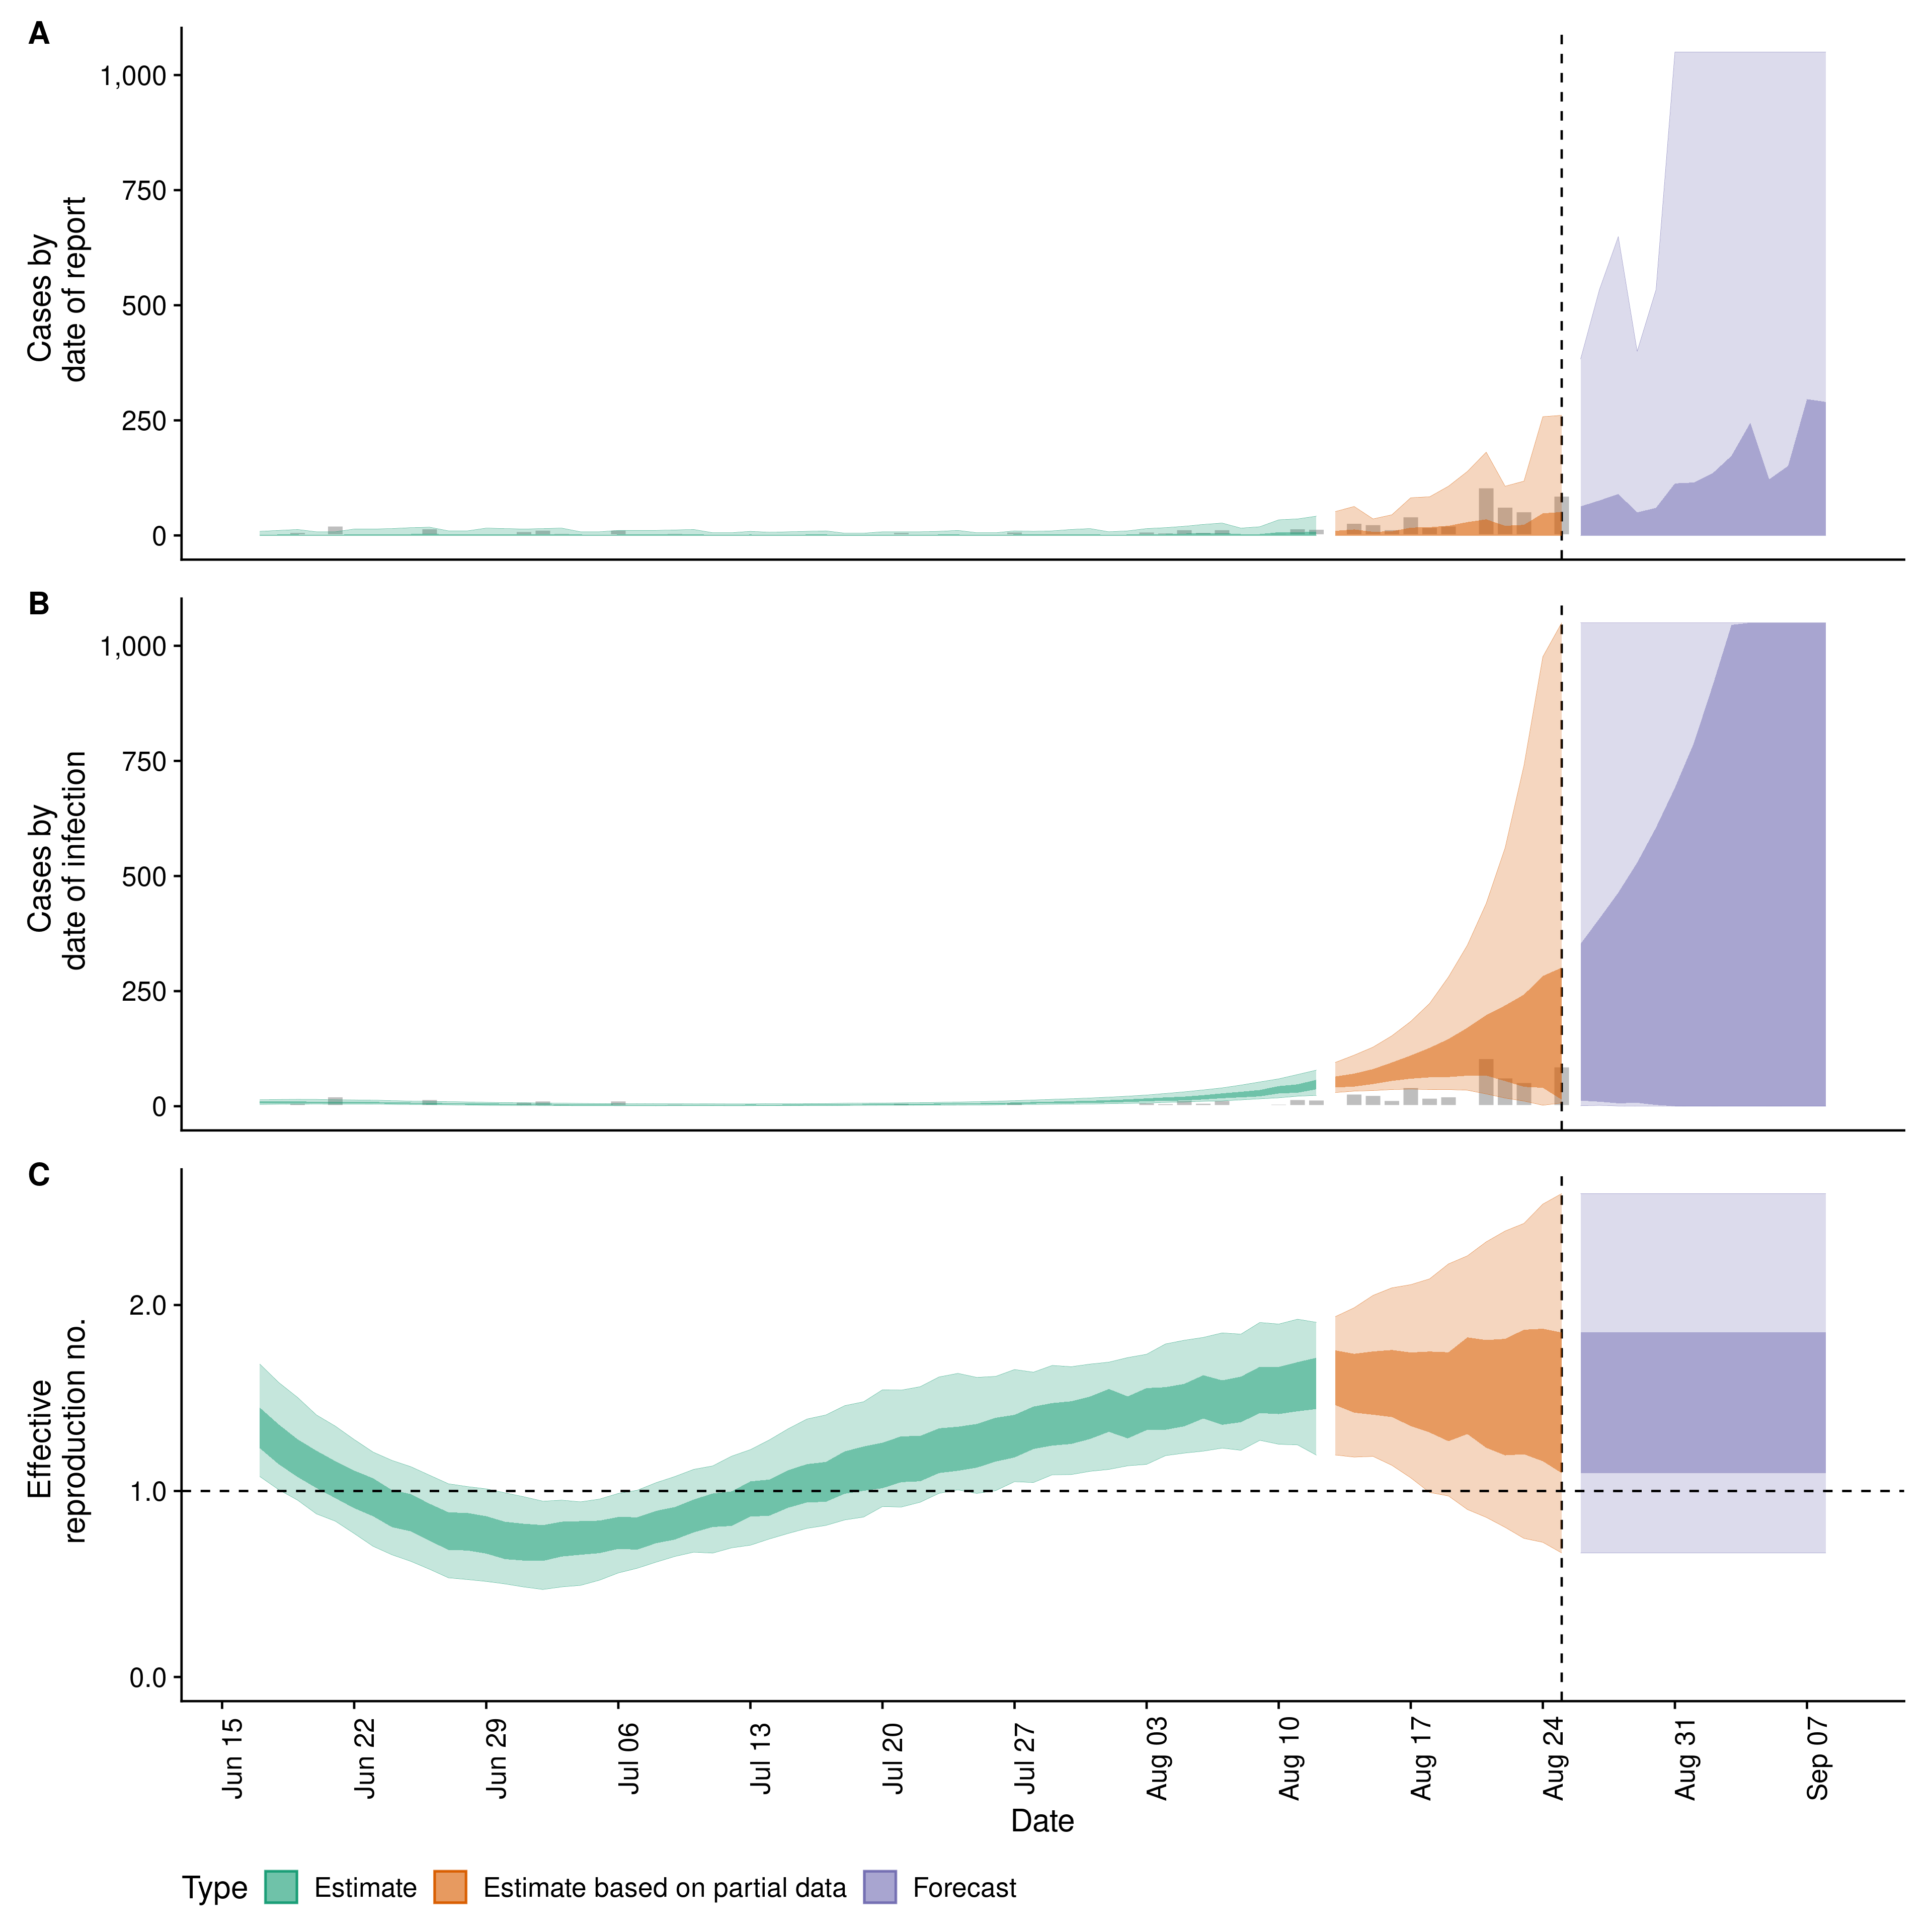 A
Cases by
date of report
1,000
750
500
250
0
B
Cases by
date of infection
1,000
750
500
250
0
C
Effective
reproduction no.
2.0
1.0
0.0
Jun 15
Jun 22
Jun 29
Jul 06
Jul 13
Jul 20
Jul 27
Aug 03
Aug 10
Aug 17
Aug 24
Aug 31
Sep 07
Date
Type Estimate Estimate based on partial data Forecast